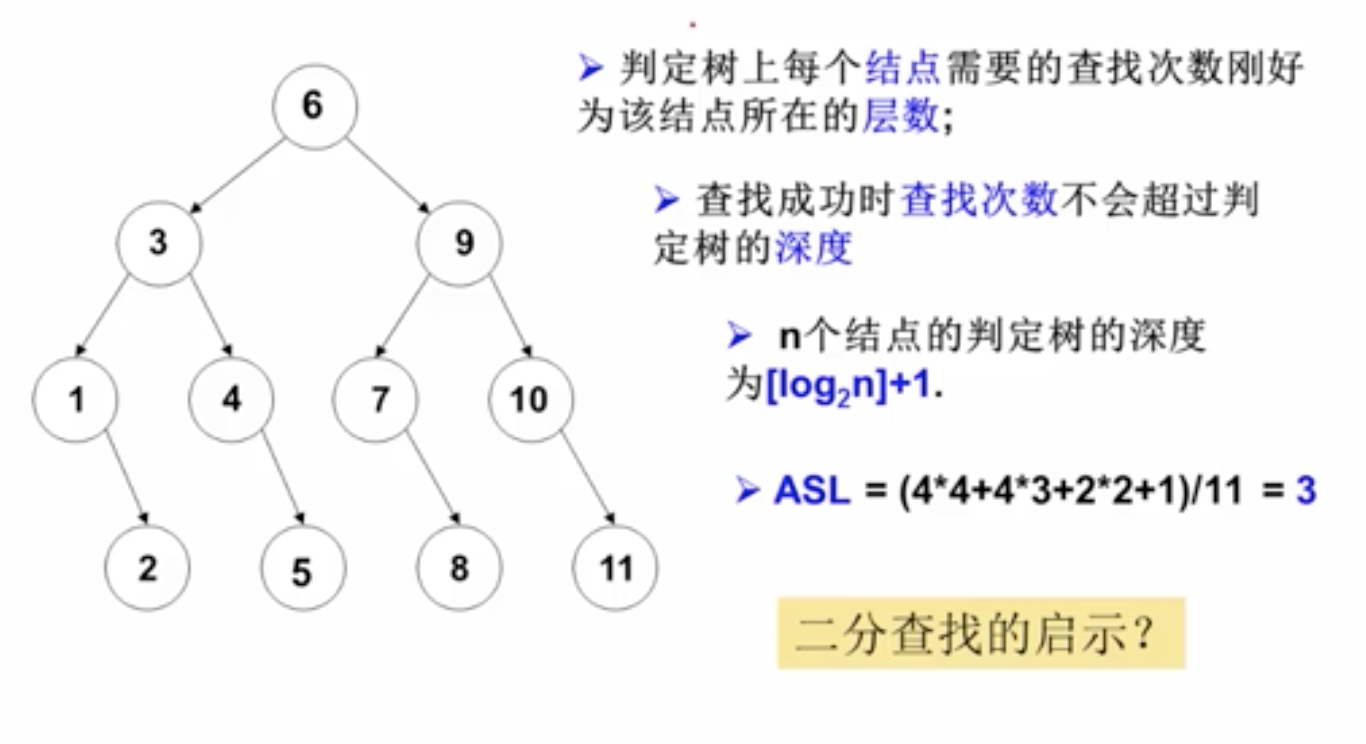 6
3
9
1
4
7
10
2
5
8
11
➢ 判定树上每个结点需要的查找次数刚好
为该结点所在的层数;
➢ 查找成功时查找次数不会超过判
定树的深度
➢ n个结点的判定树的深度
为[log₂n]+1.
➢ ASL = (4*4+4*3+2*2+1)/11 = 3
二分查找的启示？